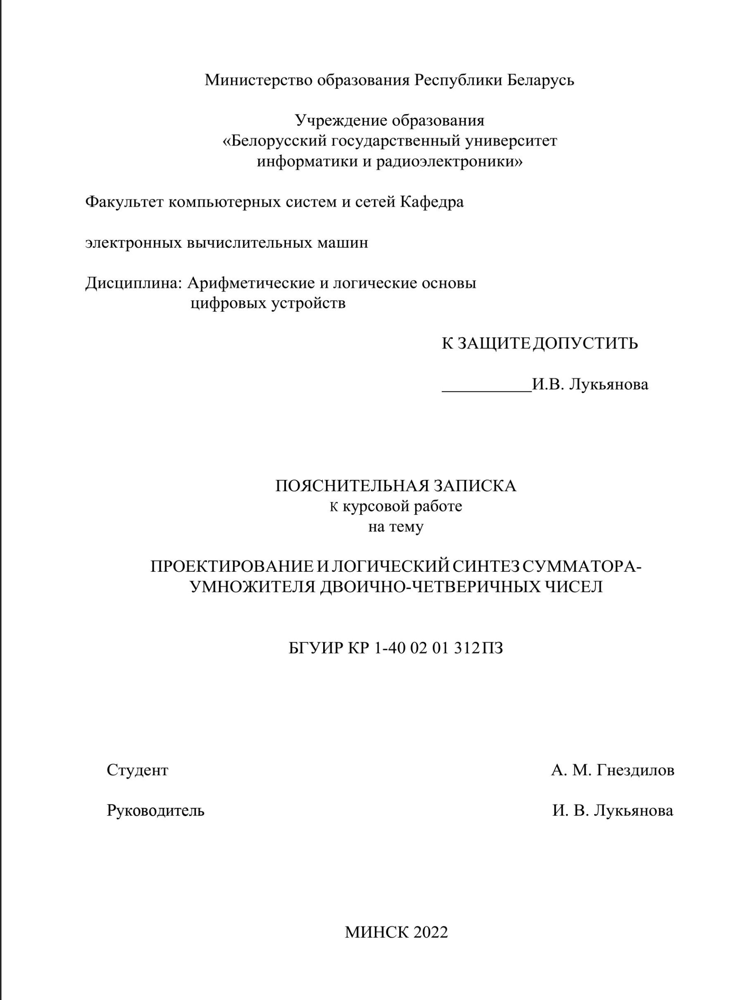 Министерство образования Республики Беларусь
Учреждение образования
«Белорусский государственный университет
информатики и радиоэлектроники»
Факультет компьютерных систем и сетей Кафедра
электронных вычислительных машин
Дисциплина: Арифметические и логические основы
цифровых устройств
К ЗАЩИТЕ ДОПУСТИТЬ
___________И.В. Лукьянова
ПОЯСНИТЕЛЬНАЯ ЗАПИСКА
К курсовой работе
на тему
ПРОЕКТИРОВАНИЕ И ЛОГИЧЕСКИЙ СИНТЕЗ СУММАТОРА-
УМНОЖИТЕЛЯ ДВОИЧНО-ЧЕТВЕРИЧНЫХ ЧИСЕЛ
БГУИР КР 1-40 02 01 312 ПЗ
Студент А. М. Гнездилов
Руководитель И. В. Лукьянова
МИНСК 2022